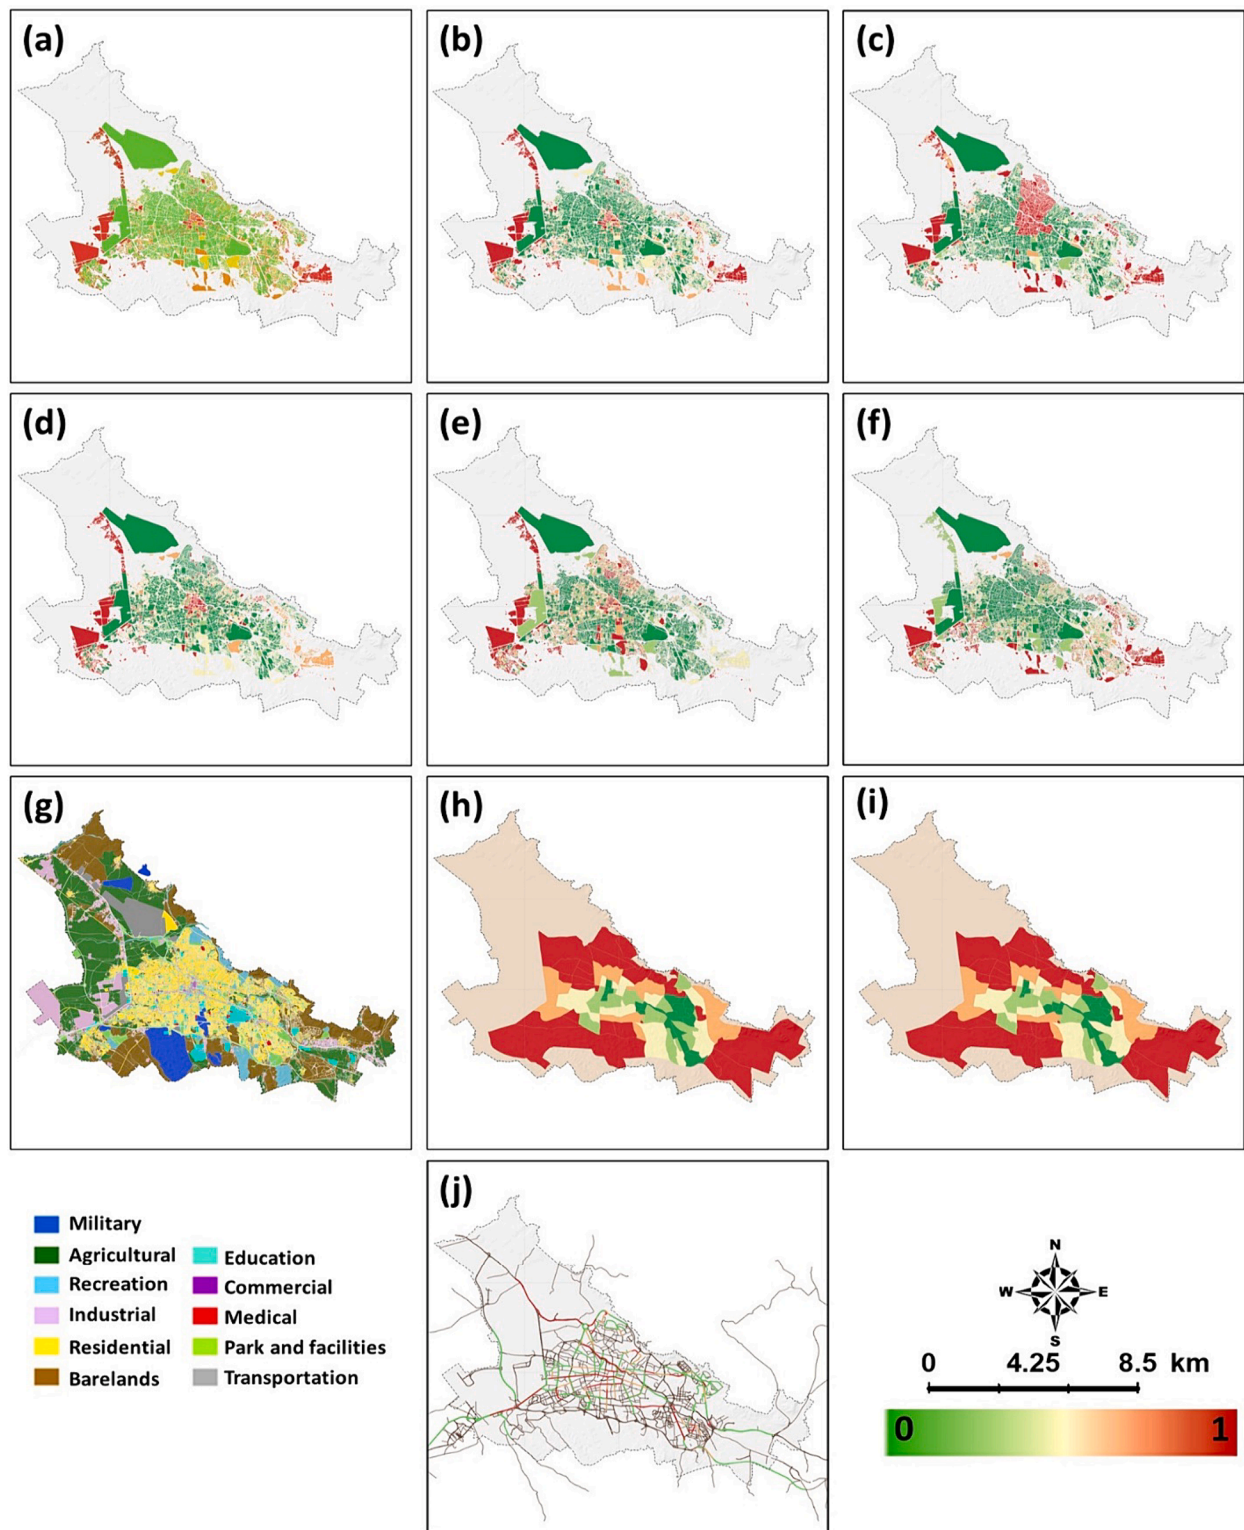 (a)
(b)
(c)
(d)
(e)
(f)
(g)
(h)
(i)
(j)
Military
Agricultural
Recreation
Industrial
Residential
Barelands
Education
Commercial
Medical
Park and facilities
Transportation
N
W E
S
0 4.25 8.5 km
0 1